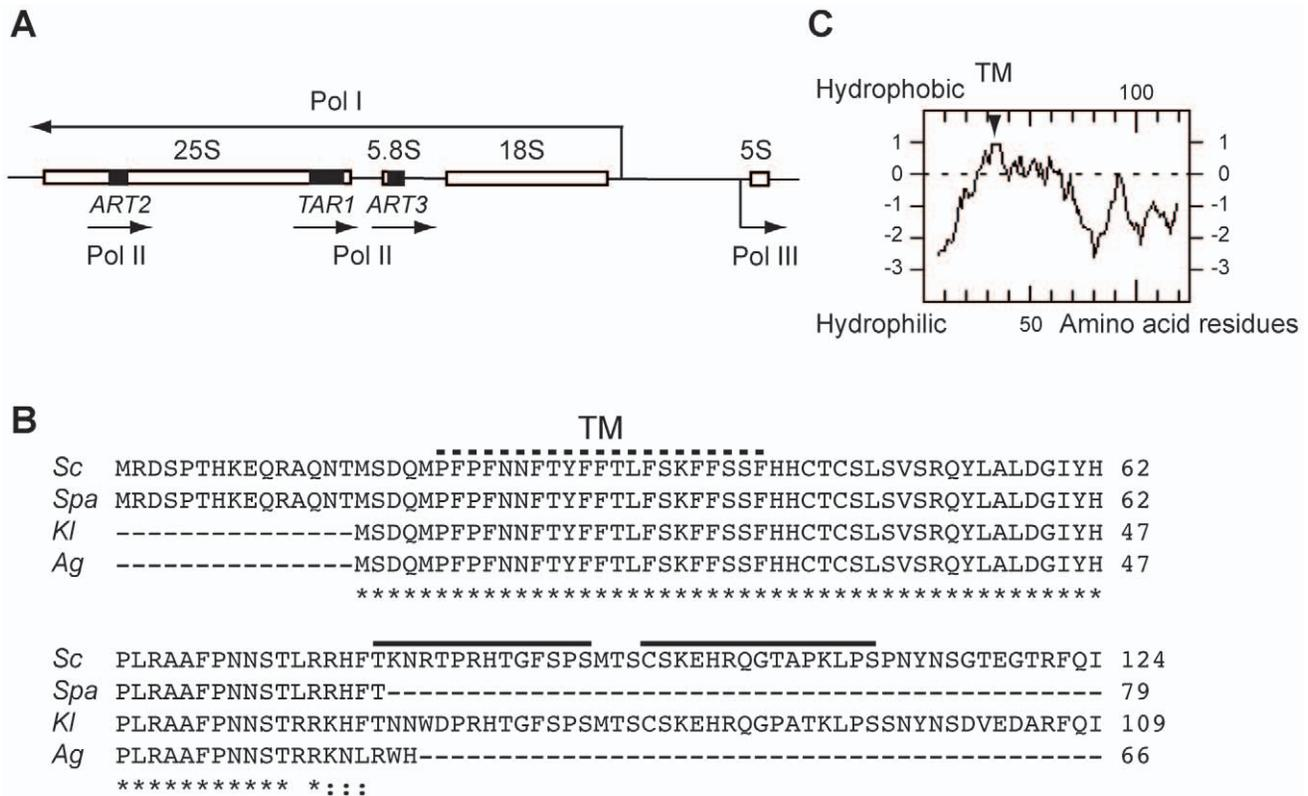 A
Pol I
25S 5.8S 18S 5S
ART2 TAR1 ART3
Pol II Pol II Pol III
C
TM
Hydrophobic 100
1 1
0 0
-1 -1
-2 -2
-3 -3
Hydrophilic 50 Amino acid residues
B
TM
Sc MRDSPTHKEQRAQNTMSDQMPFPFNNFTYFFTLFSKFFSSFHHCTCSLSVSRQYLALDGIYH 62
Spa MRDSPTHKEQRAQNTMSDQMPFPFNNFTYFFTLFSKFFSSFHHCTCSLSVSRQYLALDGIYH 62
Kl ---------------MSDQMPFPFNNFTYFFTLFSKFFSSFHHCTCSLSVSRQYLALDGIYH 47
Ag ---------------MSDQMPFPFNNFTYFFTLFSKFFSSFHHCTCSLSVSRQYLALDGIYH 47
***********************************************
Sc PLRAAFPNNSTLRRHFTKNRTPRHTGFSPSMTSCSKEHRQGTAPKLPSPNYNSGTEGTRFQI 124
Spa PLRAAFPNNSTLRRHFT--------------------------------------------- 79
Kl PLRAAFPNNSTRRKHFTNNWDPRHTGFSPSMTSCSKEHRQGPATKLPSSNYNSDVEDARFQI 109
Ag PLRAAFPNNSTRRKNLRWH------------------------------------------- 66
*********** *:::